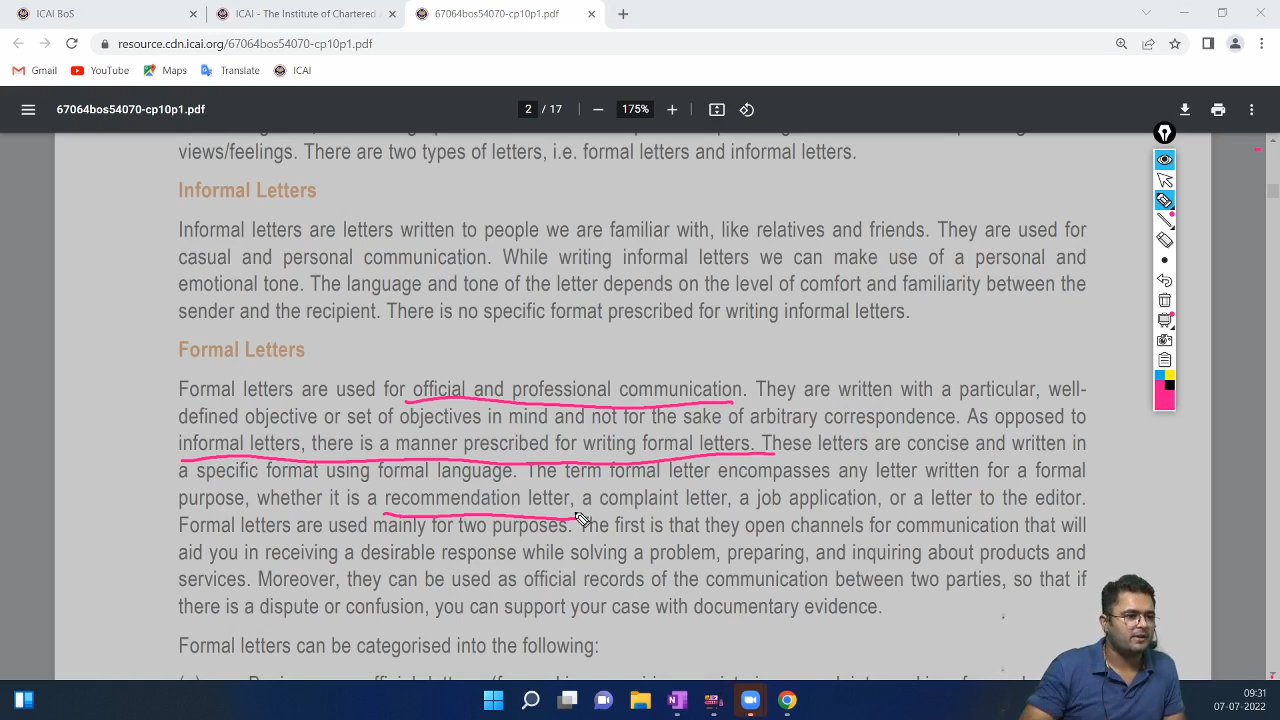 ICAI BoS
ICAI - The Institute of Chartered
67064bos54070-cp10p1.pdf
resource.cdn.icai.org/67064bos54070-cp10p1.pdf
Gmail YouTube Maps Translate ICAI
67064bos54070-cp10p1.pdf 2 / 17 175%
views/feelings. There are two types of letters, i.e. formal letters and informal letters.
Informal Letters
Informal letters are letters written to people we are familiar with, like relatives and friends. They are used for
casual and personal communication. While writing informal letters we can make use of a personal and
emotional tone. The language and tone of the letter depends on the level of comfort and familiarity between the
sender and the recipient. There is no specific format prescribed for writing informal letters.
Formal Letters
Formal letters are used for official and professional communication. They are written with a particular, well-
defined objective or set of objectives in mind and not for the sake of arbitrary correspondence. As opposed to
informal letters, there is a manner prescribed for writing formal letters. These letters are concise and written in
a specific format using formal language. The term formal letter encompasses any letter written for a formal
purpose, whether it is a recommendation letter, a complaint letter, a job application, or a letter to the editor.
Formal letters are used mainly for two purposes. The first is that they open channels for communication that will
aid you in receiving a desirable response while solving a problem, preparing, and inquiring about products and
services. Moreover, they can be used as official records of the communication between two parties, so that if
there is a dispute or confusion, you can support your case with documentary evidence.
Formal letters can be categorised into the following:
09:31
07-07-2022